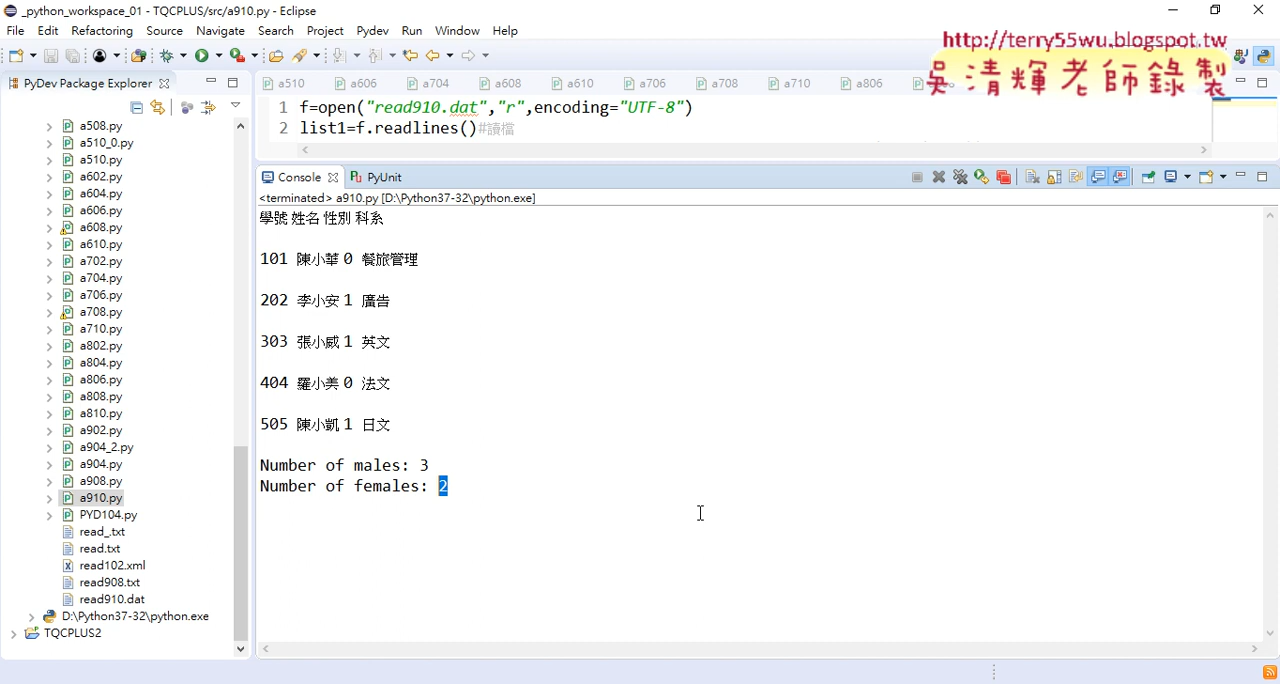 _python_workspace_01 - TQCPLUS/src/a910.py - Eclipse
File Edit Refactoring Source Navigate Search Project Pydev Run Window Help
http://terry55wu.blogspot.tw
吳清輝老師錄製
PyDev Package Explorer
a510 a606 a704 a608 a610 a706 a708 a710 a806
1 f=open("read910.dat","r",encoding="UTF-8")
2 list1=f.readlines()#讀檔
a508.py
a510_0.py
a510.py
a602.py
a604.py
a606.py
a608.py
a610.py
a702.py
a704.py
a706.py
a708.py
a710.py
a802.py
a804.py
a806.py
a808.py
a810.py
a902.py
a904_2.py
a904.py
a908.py
a910.py
PYD104.py
read_.txt
read.txt
read102.xml
read908.txt
read910.dat
D:\Python37-32\python.exe
TQCPLUS2
Console PyUnit
<terminated> a910.py [D:\Python37-32\python.exe]
學號 姓名 性別 科系
101 陳小華 0 餐旅管理
202 李小安 1 廣告
303 張小威 1 英文
404 羅小美 0 法文
505 陳小凱 1 日文
Number of males: 3
Number of females: 2